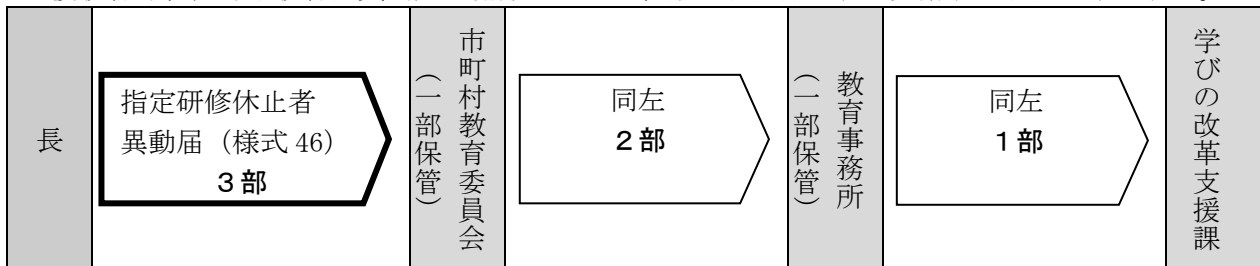 長
指定研修休止者
異動届（様式 46）
３部
市町村教育委員会
（一部保管）
同左
２部
教育事務所
（一部保管）
同左
１部
学びの改革支援課